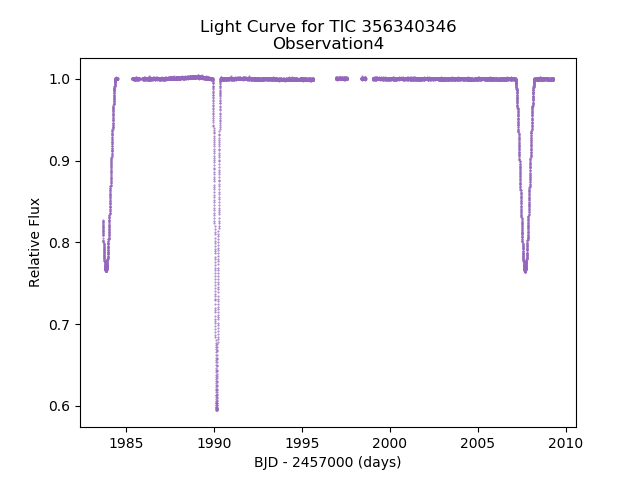 Light Curve for TIC 356340346
Observation4
1.0
0.9
0.8
0.7
0.6
Relative Flux
1985 1990 1995 2000 2005 2010
BJD - 2457000 (days)